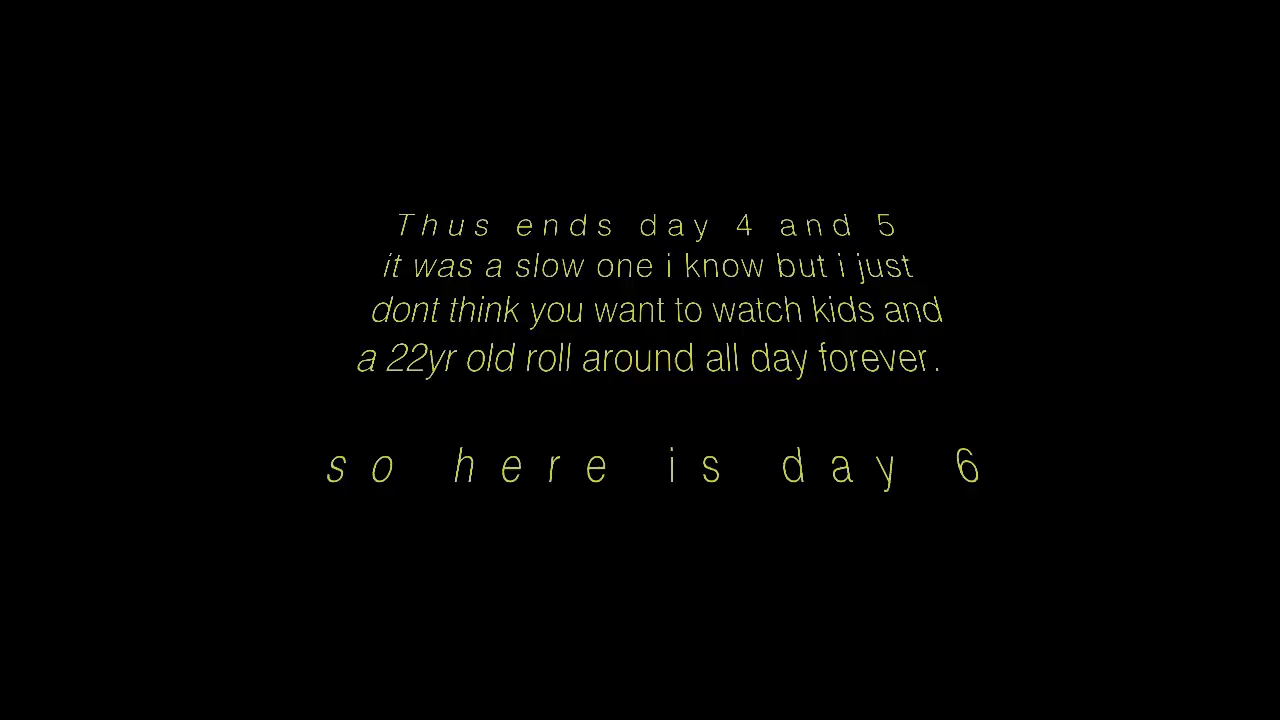 Thus ends day 4 and 5
it was a slow one i know but i just
dont think you want to watch kids and
a 22yr old roll around all day forever.
so here is day 6